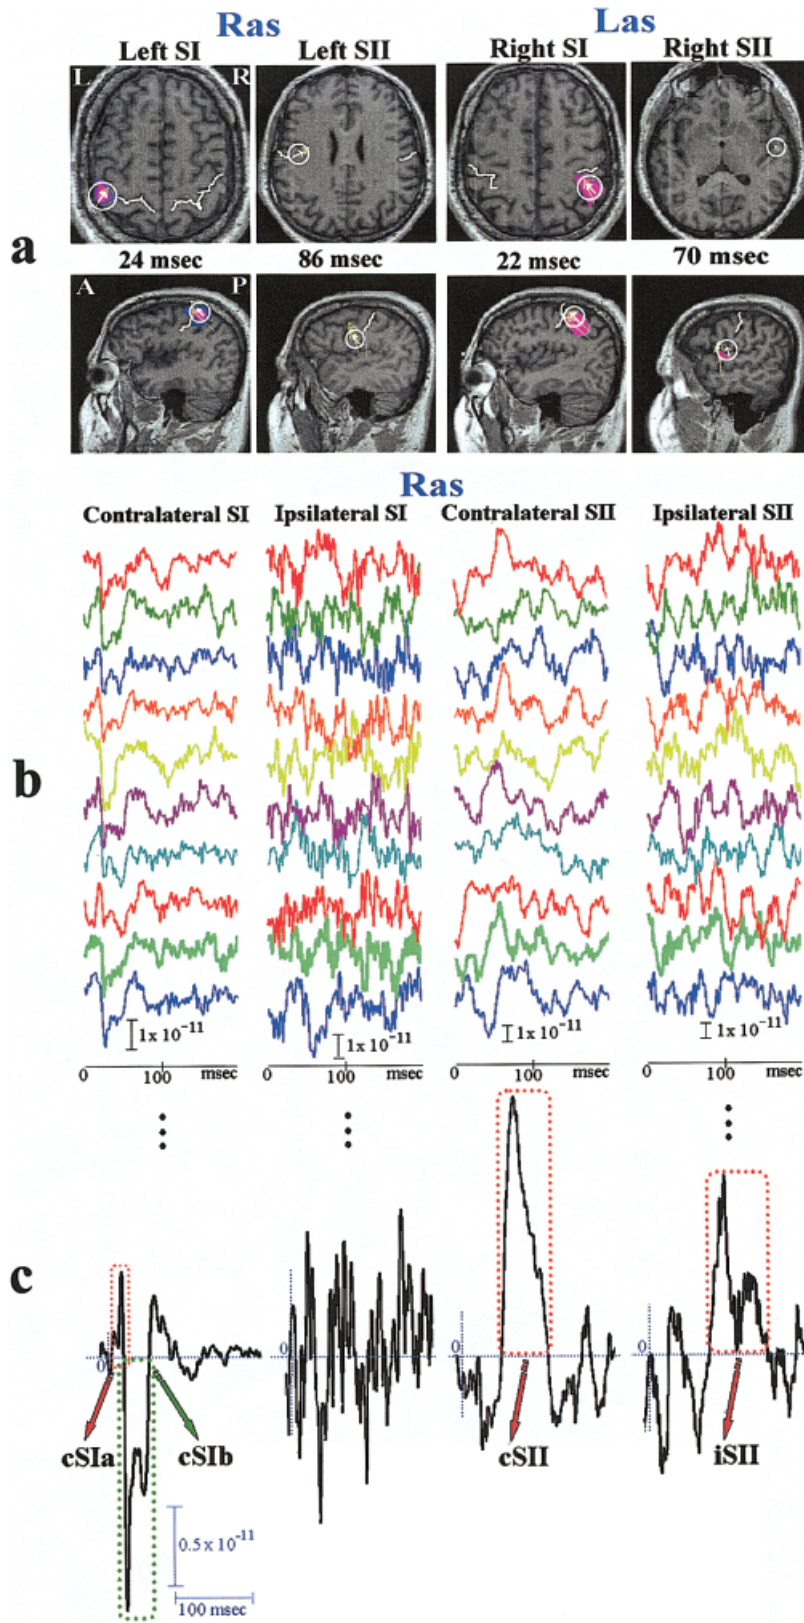 Ras Las
Left SI Left SII Right SI Right SII
L R
a
24 msec 86 msec 22 msec 70 msec
A P
Ras
Contralateral SI Ipsilateral SI Contralateral SII Ipsilateral SII
b
1x 10⁻¹¹ 1x 10⁻¹¹ 1x 10⁻¹¹ 1x 10⁻¹¹
0 100 msec 0 100 msec 0 100 msec 0 100 msec
c
0 0 0 0
cSIa cSIb cSII iSII
0.5 x 10⁻¹¹
100 msec